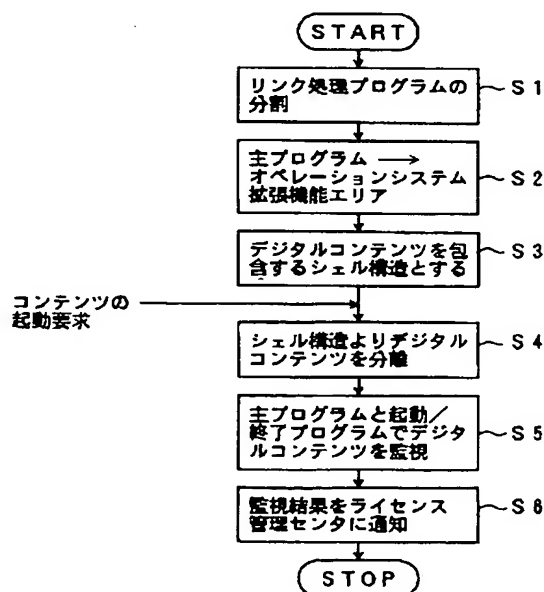 START
リンク処理プログラムの
分割
S1
主プログラム →
オペレーションシステム
拡張機能エリア
S2
デジタルコンテンツを包
含するシェル構造とする
S3
コンテンツの
起動要求
シェル構造よりデジタル
コンテンツを分離
S4
主プログラムと起動/
終了プログラムでデジタ
ルコンテンツを監視
S5
監視結果をライセンス
管理センタに通知
S6
STOP